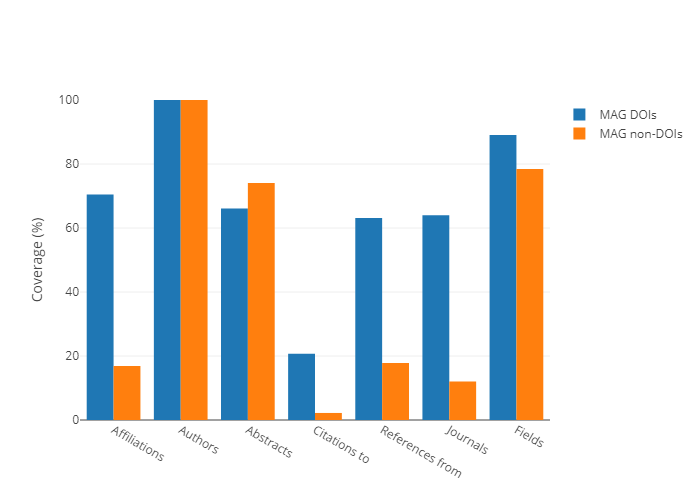 MAG DOIs
MAG non-DOIs
Coverage (%)
100
80
60
40
20
0
Affiliations
Authors
Abstracts
Citations to
References from
Journals
Fields